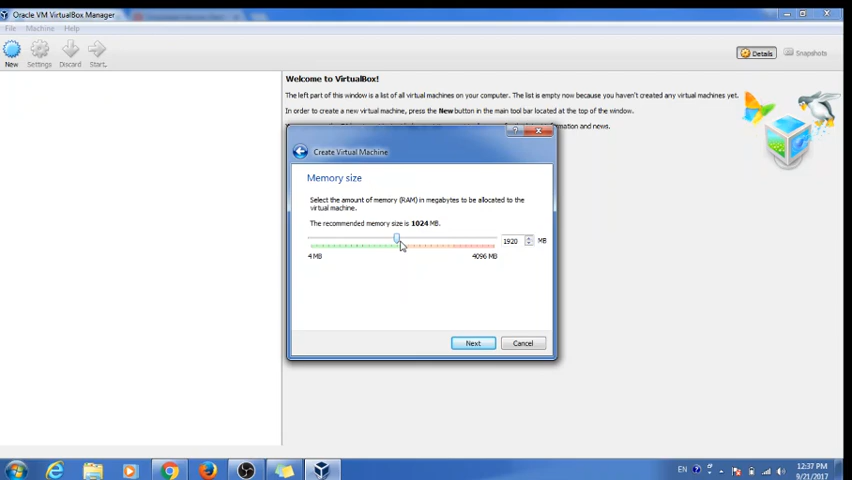 Oracle VM VirtualBox Manager
File Machine Help
New Settings Discard Start.
Details Snapshots
Welcome to VirtualBox!
The left part of this window is a list of all virtual machines on your computer. The list is empty now because you haven't created any virtual machines yet.
In order to create a new virtual machine, press the New button in the main tool bar located at the top of the window.
formation and news.
?
Create Virtual Machine
Memory size
Select the amount of memory (RAM) in megabytes to be allocated to the
virtual machine.
The recommended memory size is 1024 MB.
1920 MB
4 MB 4096 MB
Next Cancel
EN 12:37 PM
9/21/2017